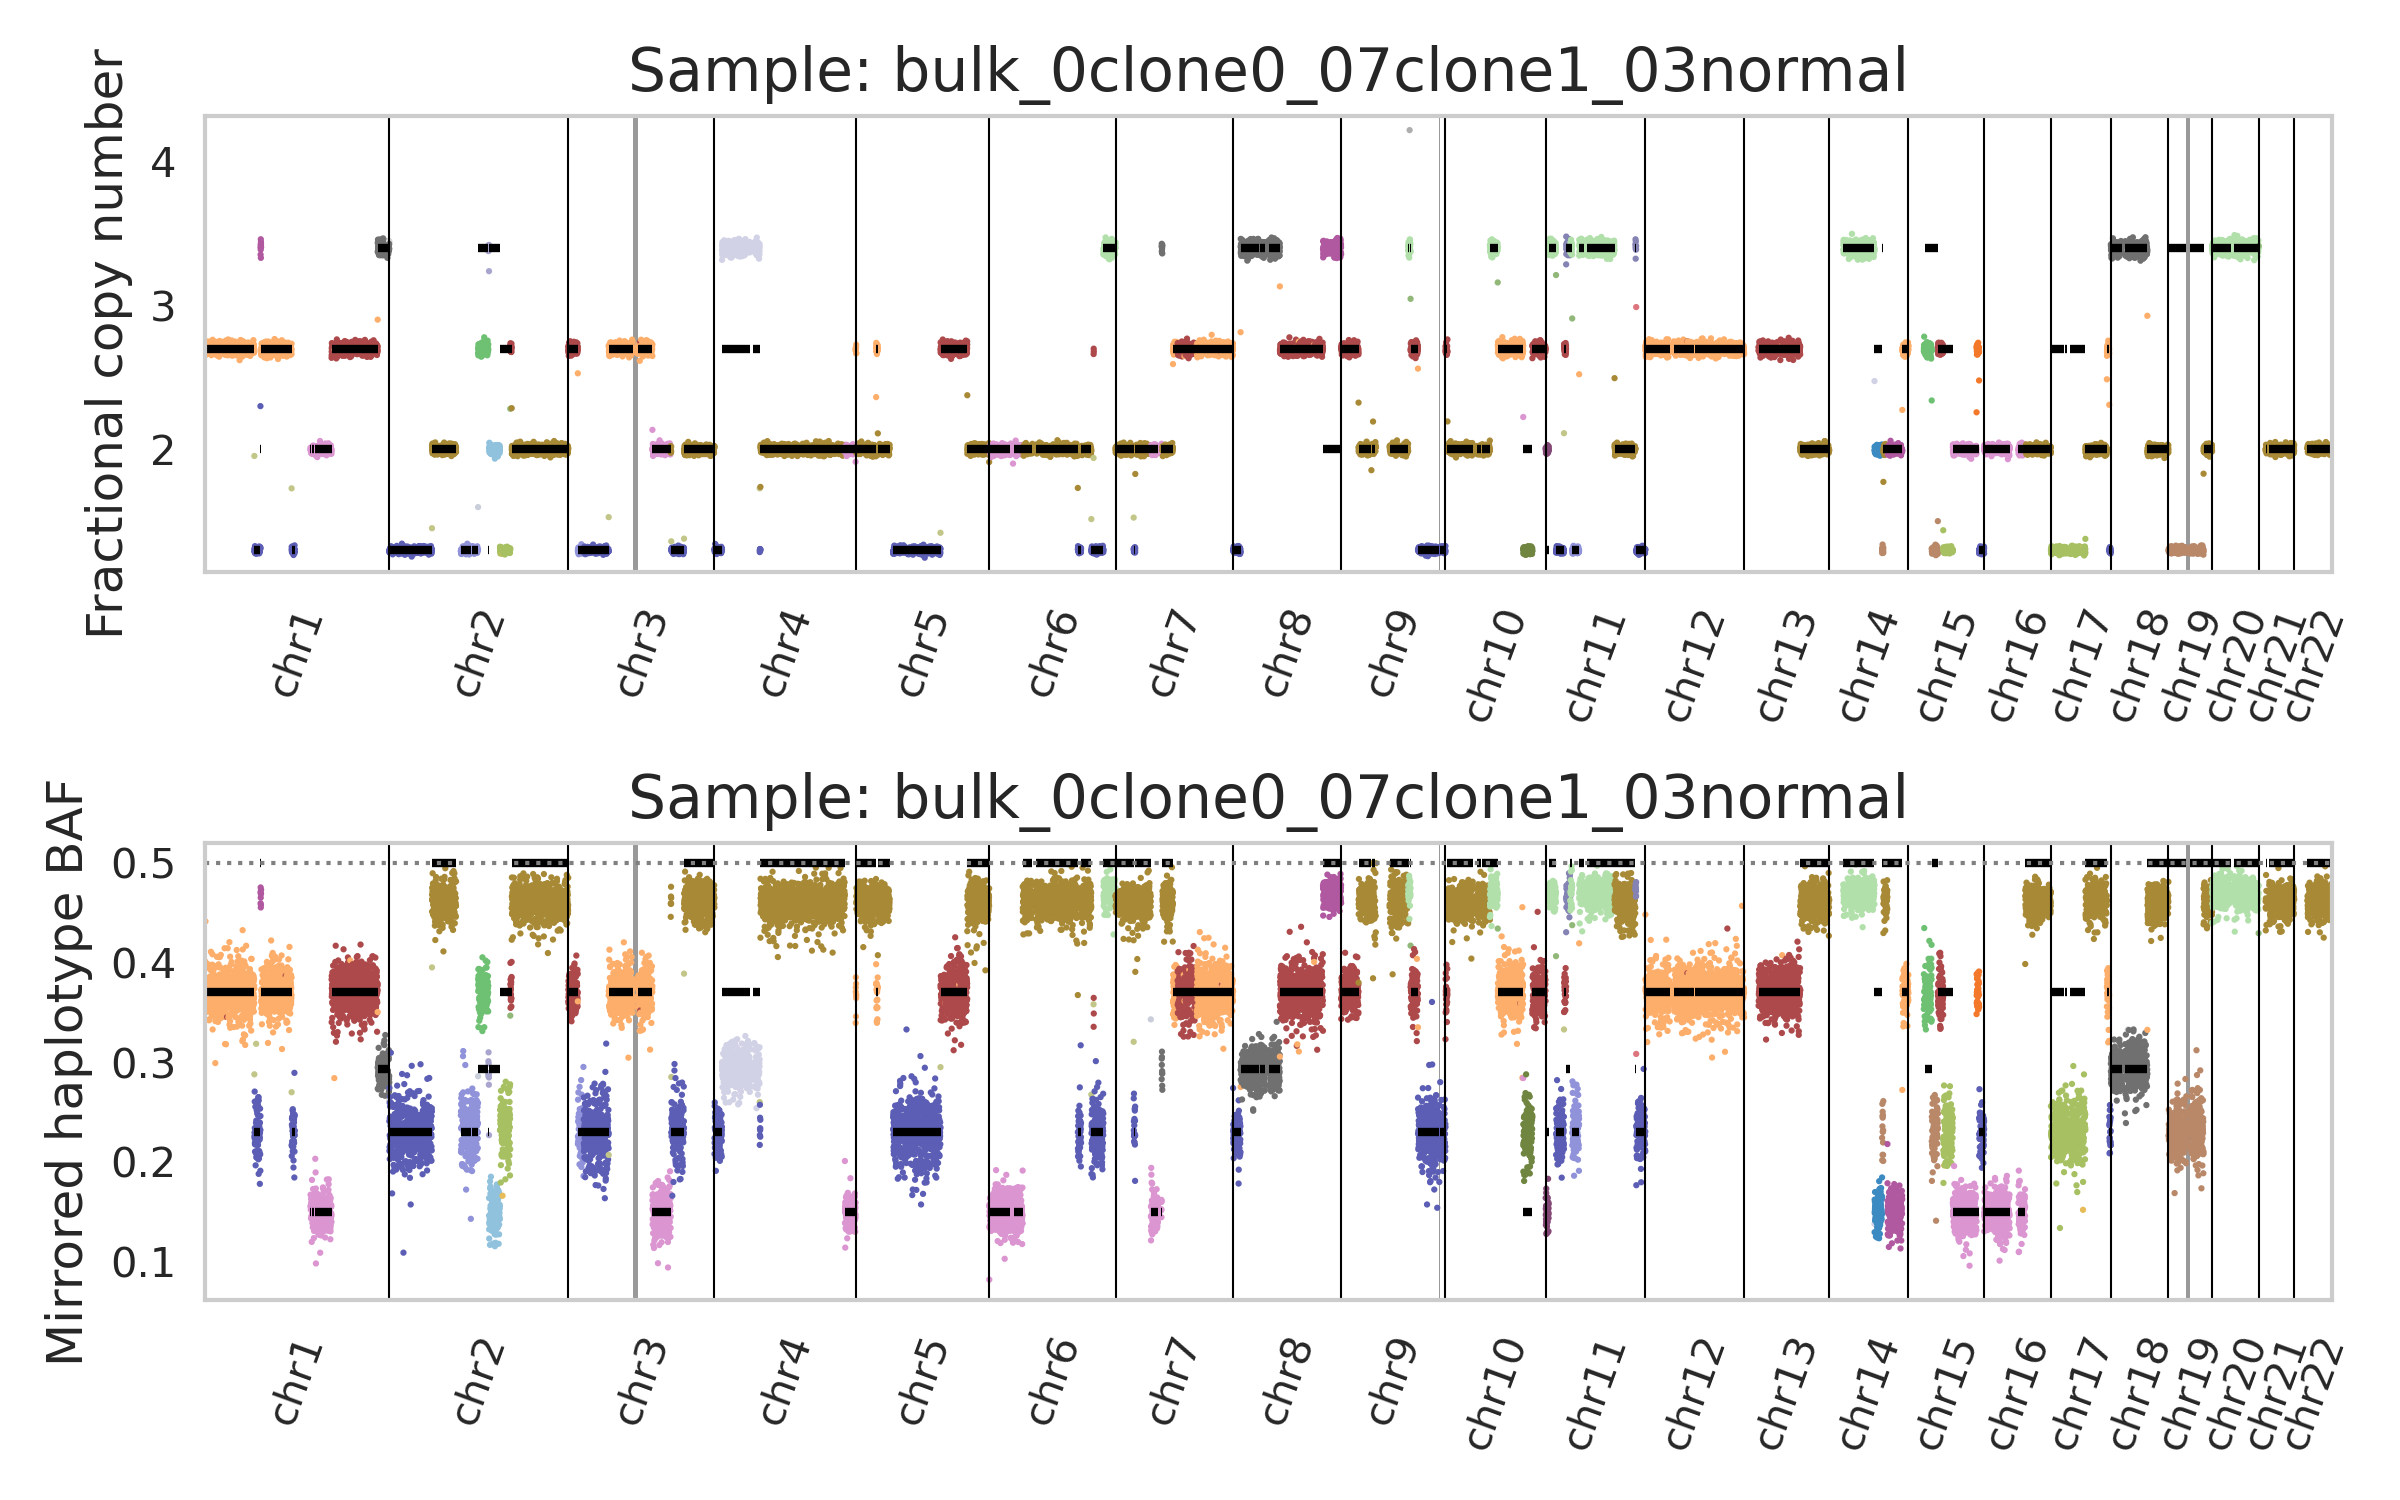 Sample: bulk_0clone0_07clone1_03normal
Fractional copy number
4
3
2
chr1 chr2 chr3 chr4 chr5 chr6 chr7 chr8 chr9 chr10 chr11 chr12 chr13 chr14 chr15 chr16 chr17 chr18 chr19 chr20 chr21 chr22
Sample: bulk_0clone0_07clone1_03normal
Mirrored haplotype BAF
0.5
0.4
0.3
0.2
0.1
chr1 chr2 chr3 chr4 chr5 chr6 chr7 chr8 chr9 chr10 chr11 chr12 chr13 chr14 chr15 chr16 chr17 chr18 chr19 chr20 chr21 chr22